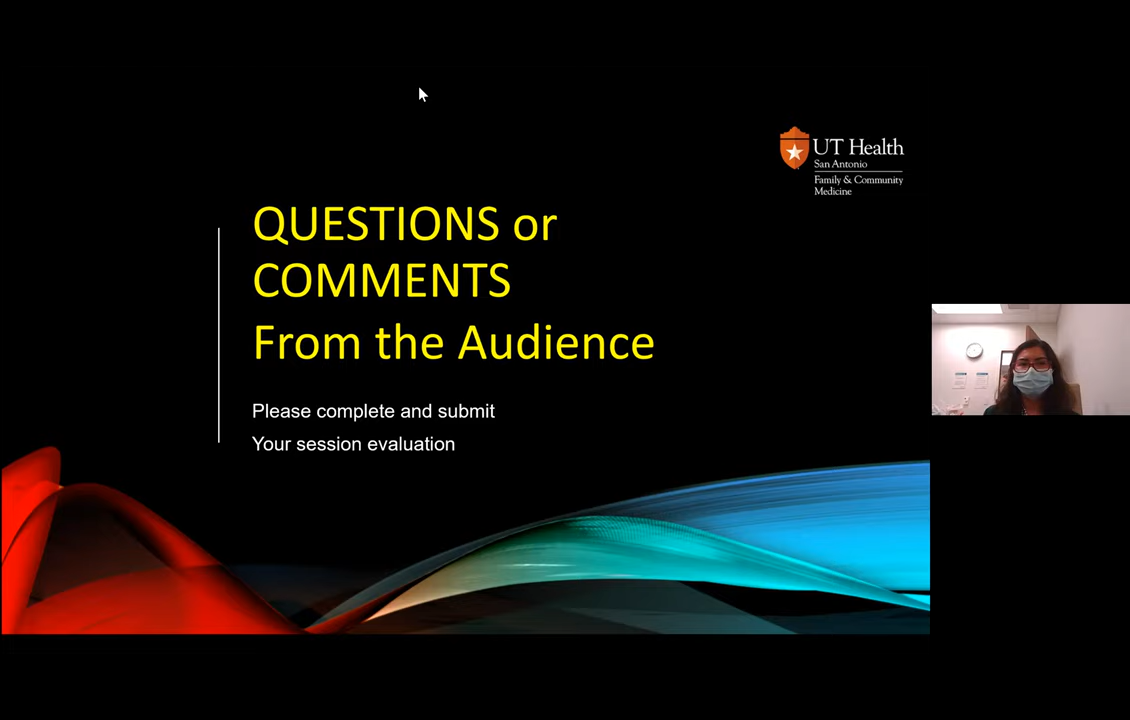 UT Health
San Antonio
Family & Community
Medicine
QUESTIONS or
COMMENTS
From the Audience
Please complete and submit
Your session evaluation